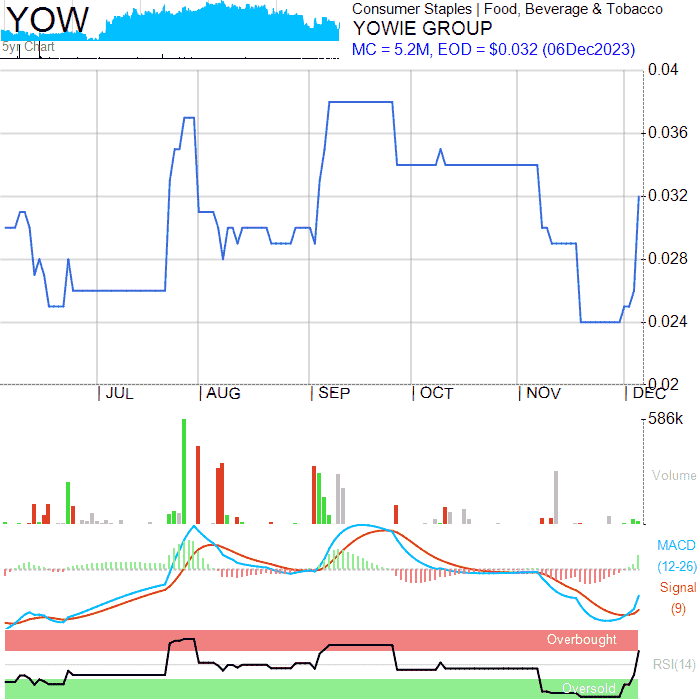 YOW
5yr Chart
Consumer Staples | Food, Beverage & Tobacco
YOWIE GROUP
MC = 5.2M, EOD = $0.032 (06Dec2023)
0.04
0.036
0.032
0.028
0.024
0.02
JUL AUG SEP OCT NOV DEC
586k
Volume
MACD
(12-26)
Signal
(9)
Overbought
RSI(14)
Oversold